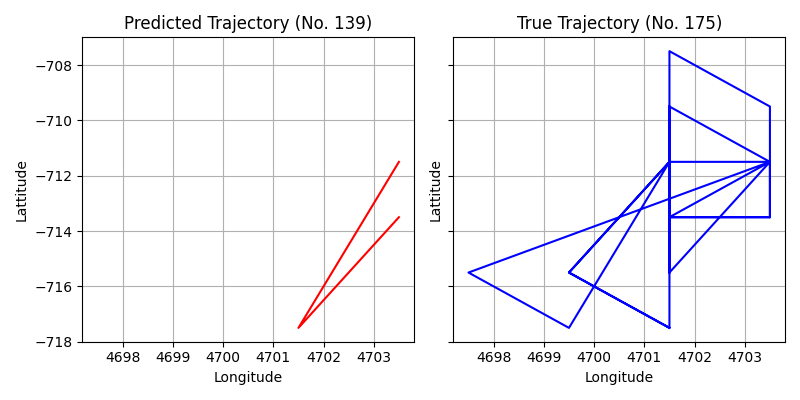 Predicted Trajectory (No. 139)
True Trajectory (No. 175)
−708
−710
−712
−714
−716
−718
Lattitude
Lattitude
4698 4699 4700 4701 4702 4703
4698 4699 4700 4701 4702 4703
Longitude
Longitude